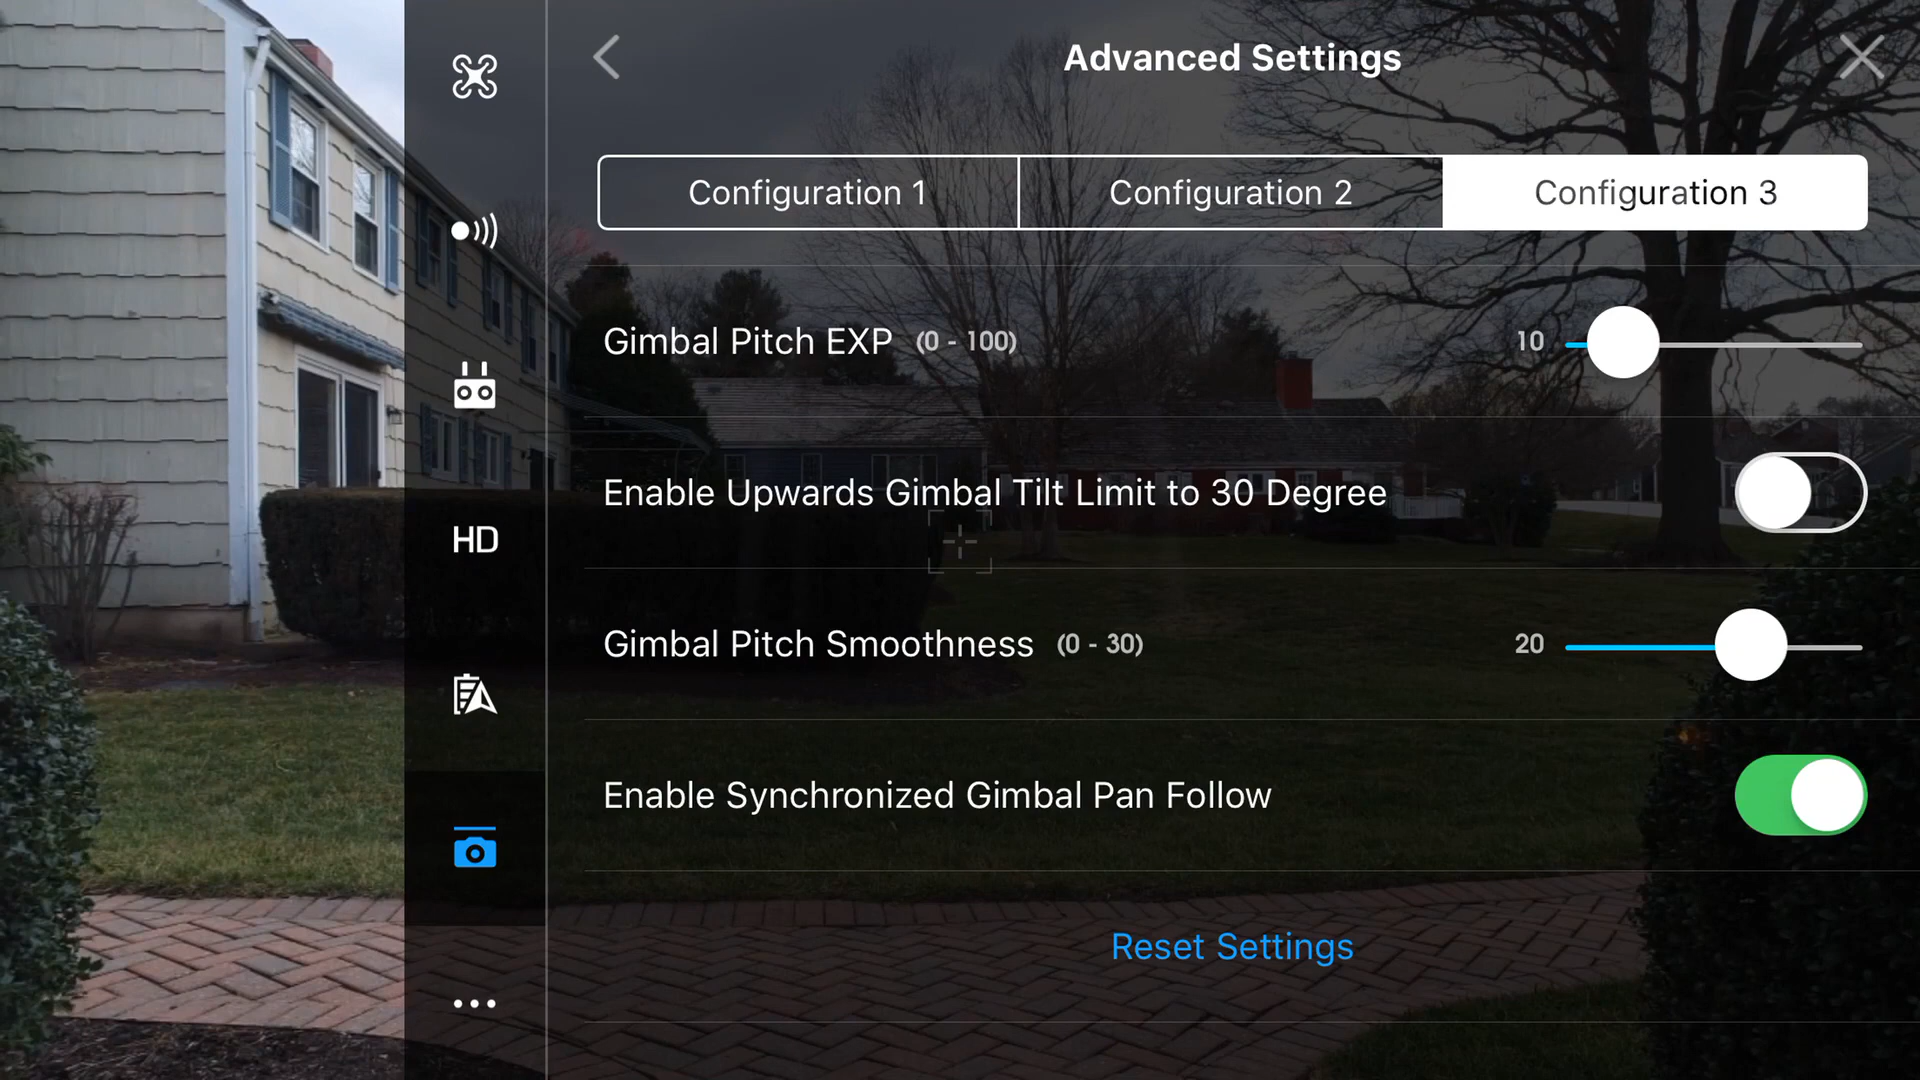 Advanced Settings
Configuration 1
Configuration 2
Configuration 3
Gimbal Pitch EXP (0 - 100) 10
Enable Upwards Gimbal Tilt Limit to 30 Degree
Gimbal Pitch Smoothness (0 - 30) 20
HD
Enable Synchronized Gimbal Pan Follow
Reset Settings